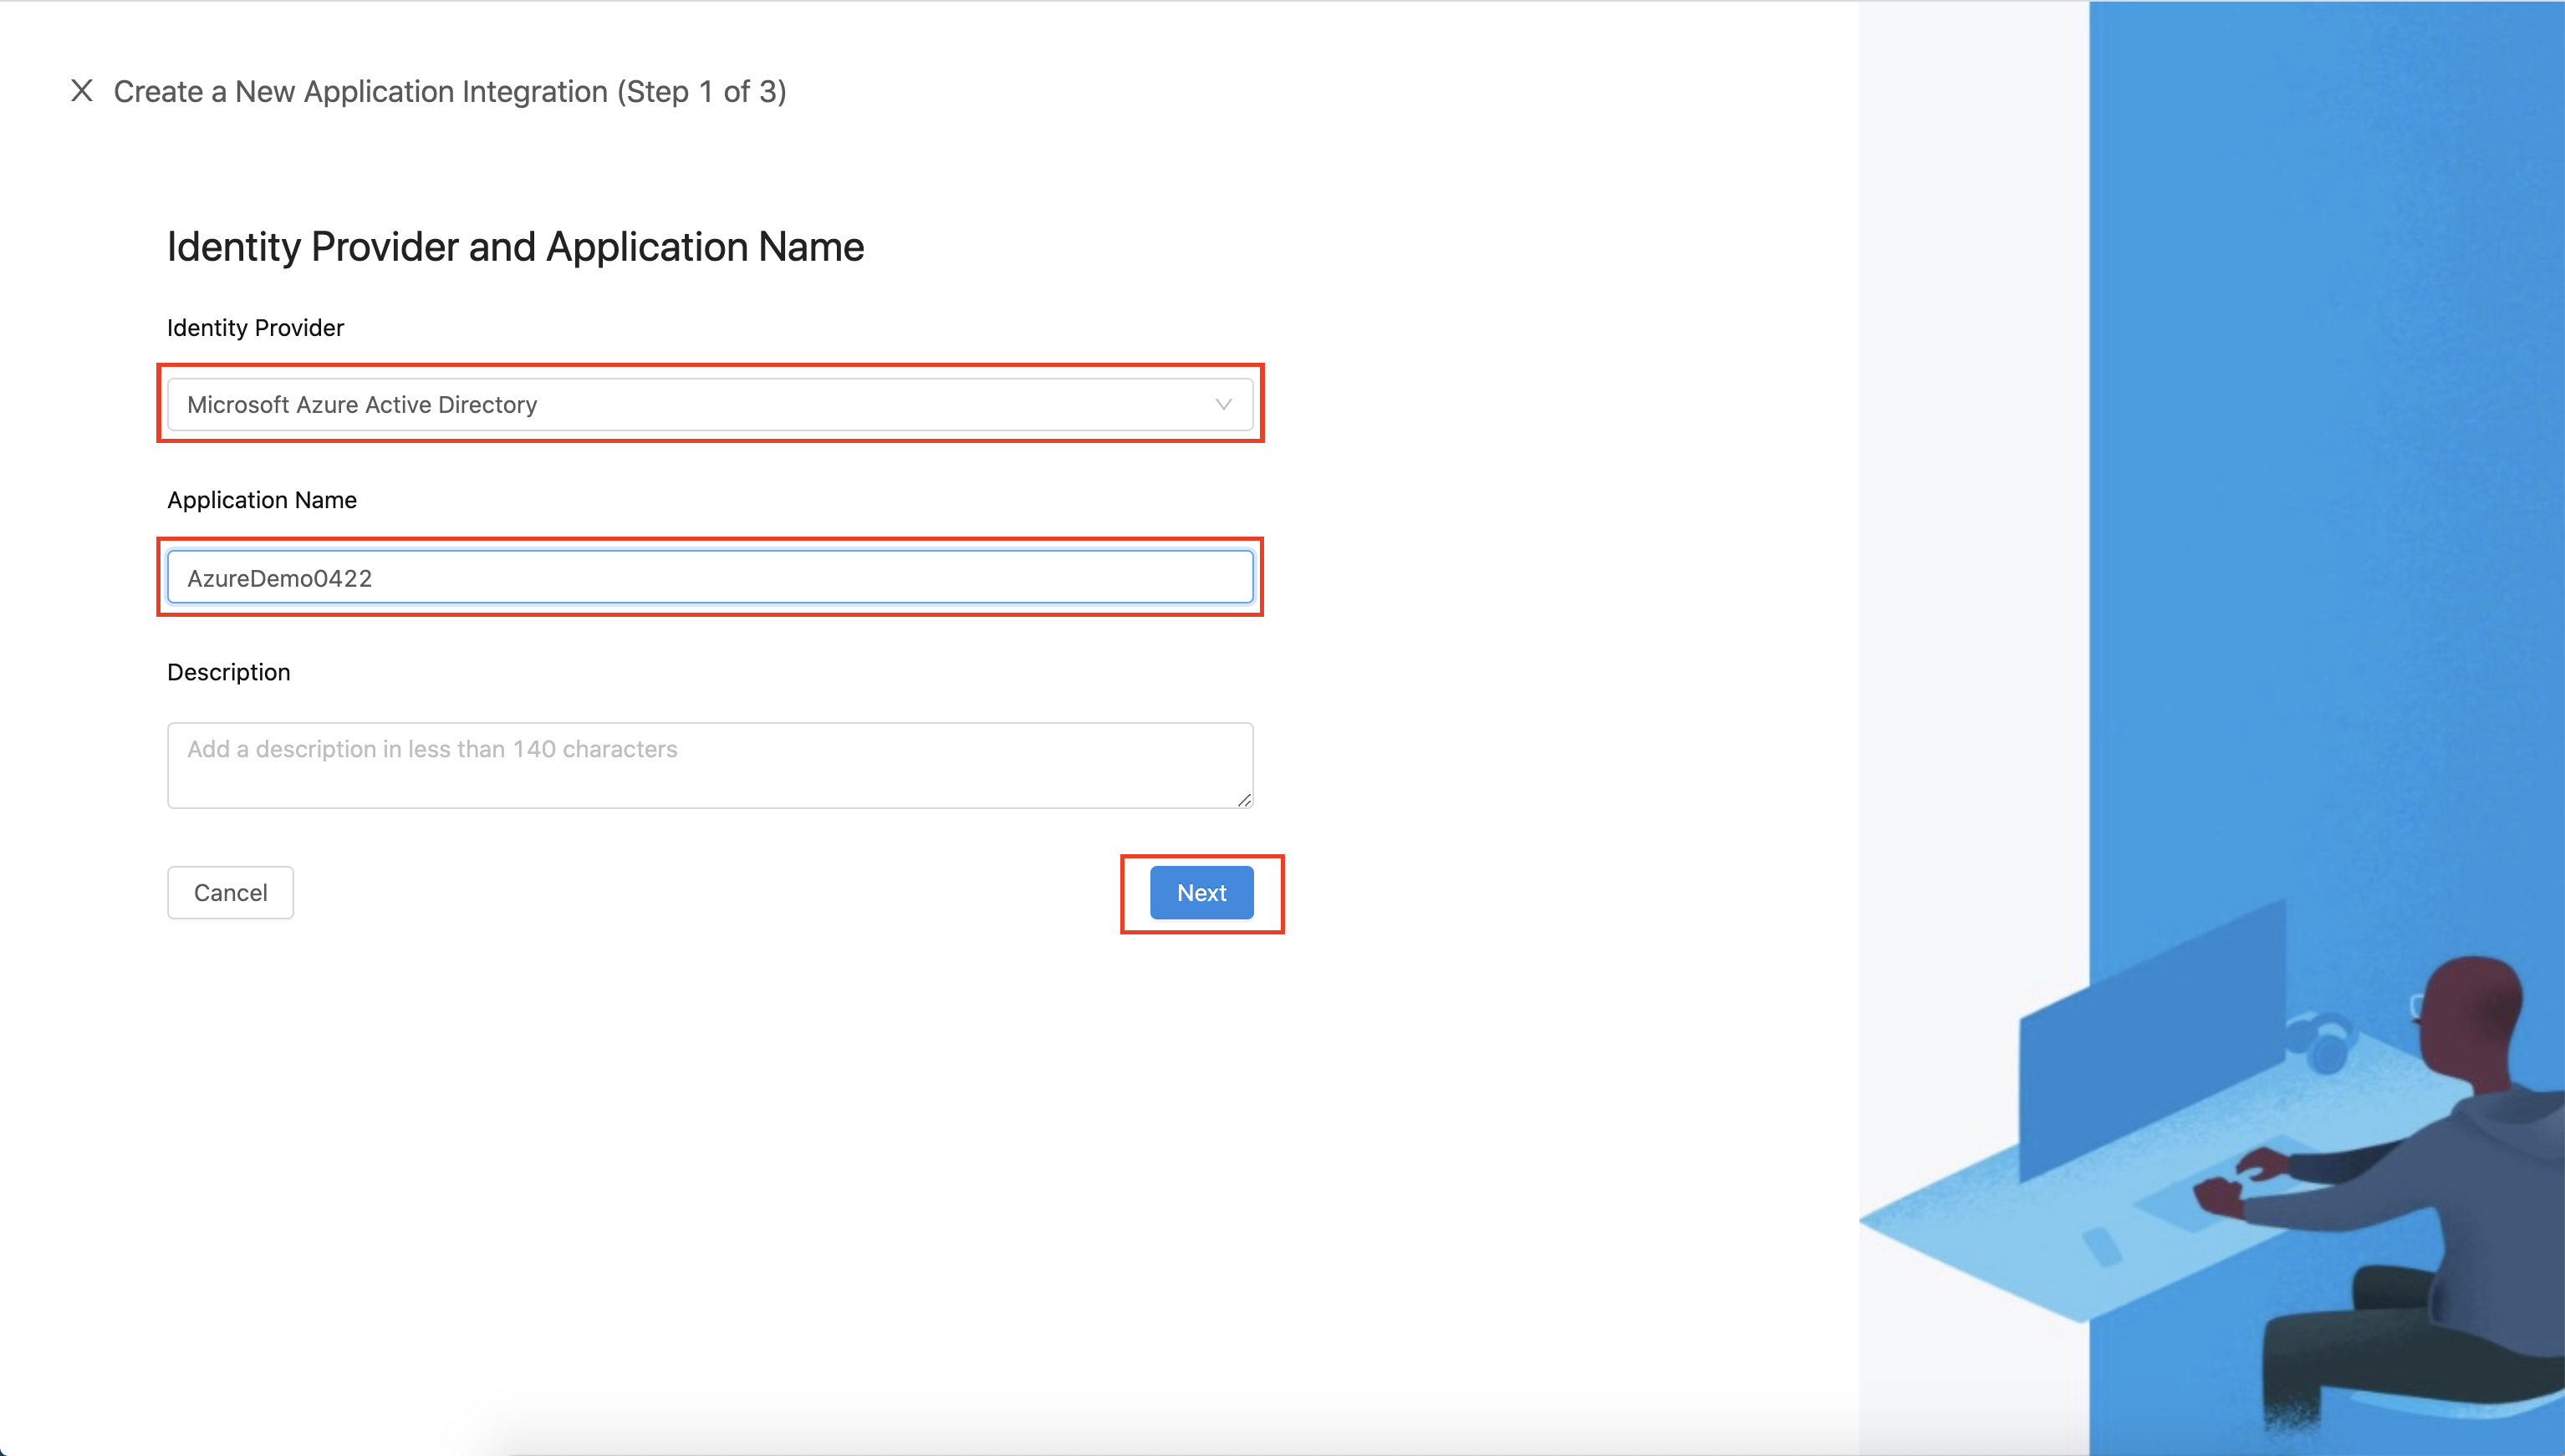 X Create a New Application Integration (Step 1 of 3)
Identity Provider and Application Name
Identity Provider
Microsoft Azure Active Directory
Application Name
AzureDemo0422
Description
Add a description in less than 140 characters
Cancel
Next